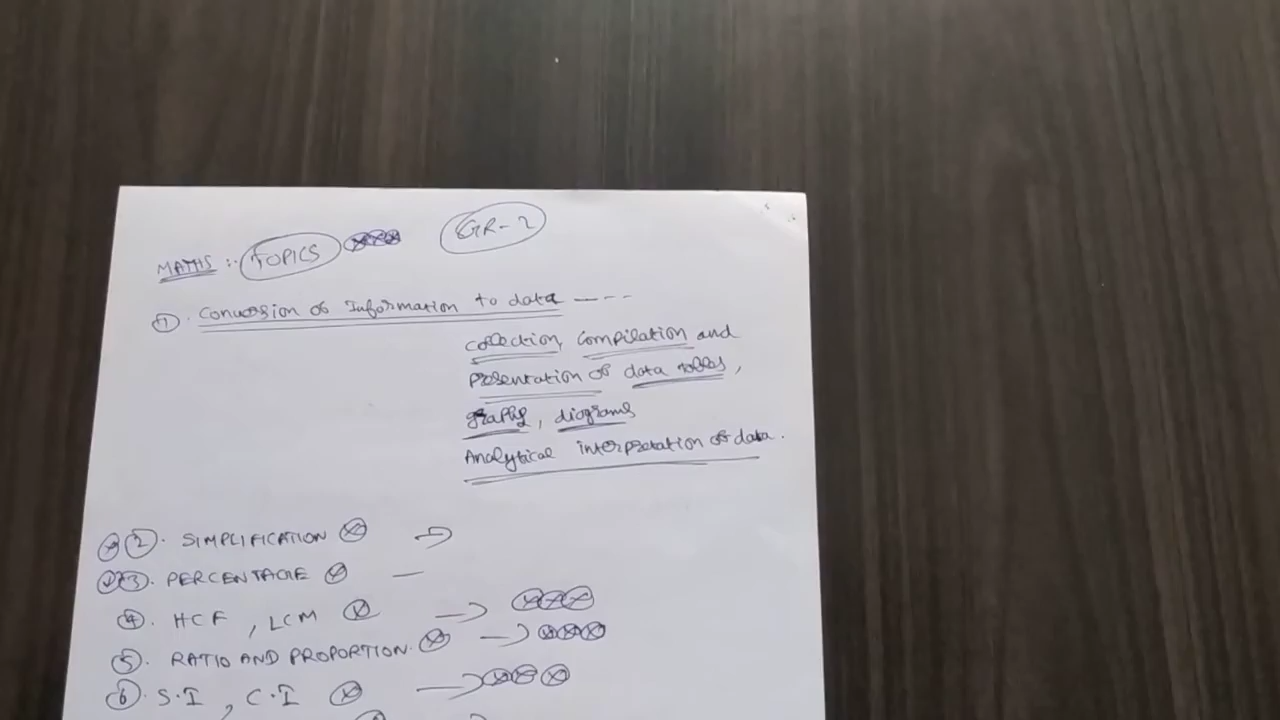 MATHS :- TOPICS GR-2
1. Conversion of Information to data ----
collection, compilation and
presentation of data tables,
graphs, diagrams
Analytical interpretation of data.
2. SIMPLIFICATION →
3. PERCENTAGE —
4. HCF, LCM →
5. RATIO AND PROPORTION. →
6. S.I, C.I →